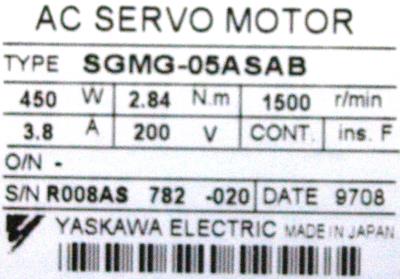 AC SERVO MOTOR
TYPE SGMG-05ASAB
450 W 2.84 N.m 1500 r/min
3.8 A 200 V CONT. ins. F
O/N -
S/N R008AS 782 -020 DATE 9708
YASKAWA ELECTRIC MADE IN JAPAN